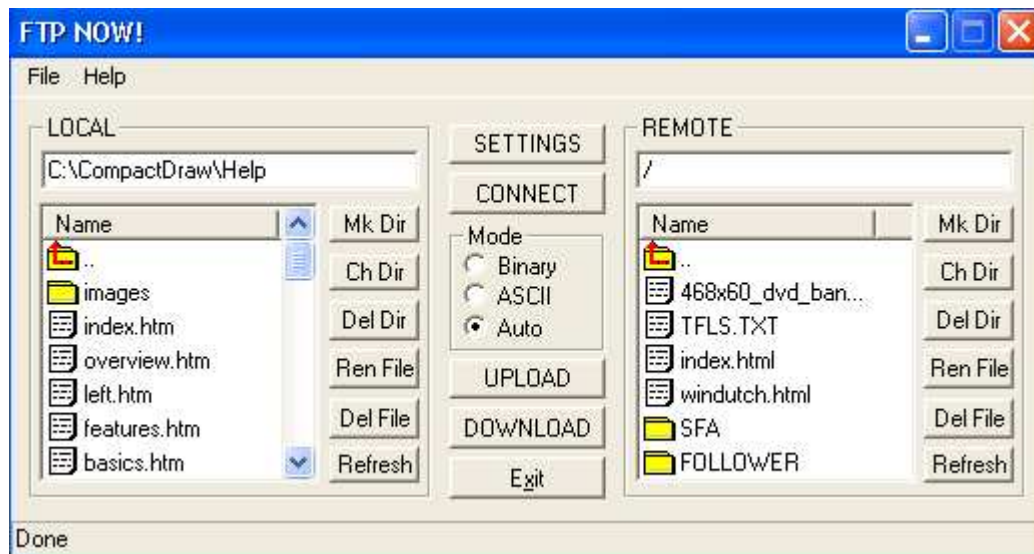 FTP NOW!
File Help
LOCAL
C:\CompactDraw\Help
Name
..
images
index.htm
overview.htm
left.htm
features.htm
basics.htm
Mk Dir
Ch Dir
Del Dir
Ren File
Del File
Refresh
SETTINGS
CONNECT
Mode
Binary
ASCII
Auto
UPLOAD
DOWNLOAD
Exit
REMOTE
/
Name
..
468x60_dvd_ban...
TFLS.TXT
index.html
windutch.html
SFA
FOLLOWER
Mk Dir
Ch Dir
Del Dir
Ren File
Del File
Refresh
Done